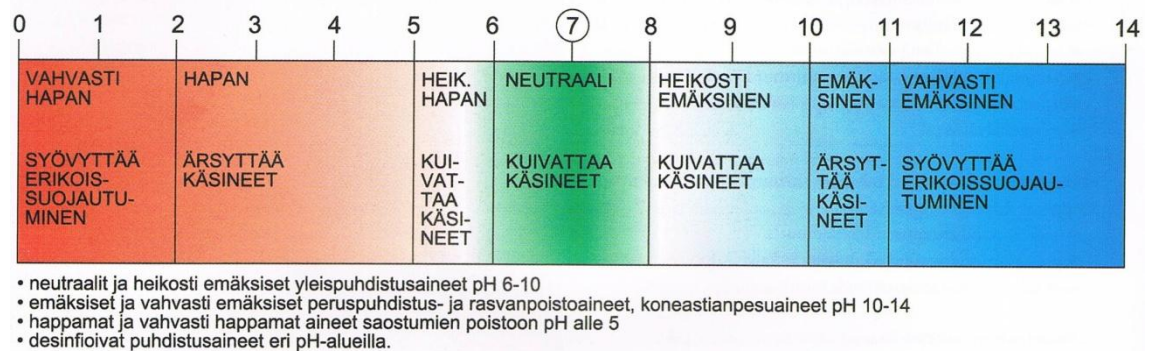 0 1 2 3 4 5 6 7 8 9 10 11 12 13 14
VAHVASTI
HAPAN
SYÖVYTTÄÄ
ERIKOIS-
SUOJAUTU-
MINEN
HAPAN
ÄRSYTTÄÄ
KÄSINEET
HEIK.
HAPAN
KUI-
VAT-
TAA
KÄSI-
NEET
NEUTRAALI
KUIVATTAA
KÄSINEET
HEIKOSTI
EMÄKSINEN
KUIVATTAA
KÄSINEET
EMÄK-
SINEN
ÄRSYT-
TÄÄ
KÄSI-
NEET
VAHVASTI
EMÄKSINEN
SYÖVYTTÄÄ
ERIKOISSUOJAU-
TUMINEN
• neutraalit ja heikosti emäksiset yleispuhdistusaineet pH 6-10
• emäksiset ja vahvasti emäksiset peruspuhdistus- ja rasvanpoistoaineet, koneastianpesuaineet pH 10-14
• happamat ja vahvasti happamat aineet saostumien poistoon pH alle 5
• desinfioivat puhdistusaineet eri pH-alueilla.